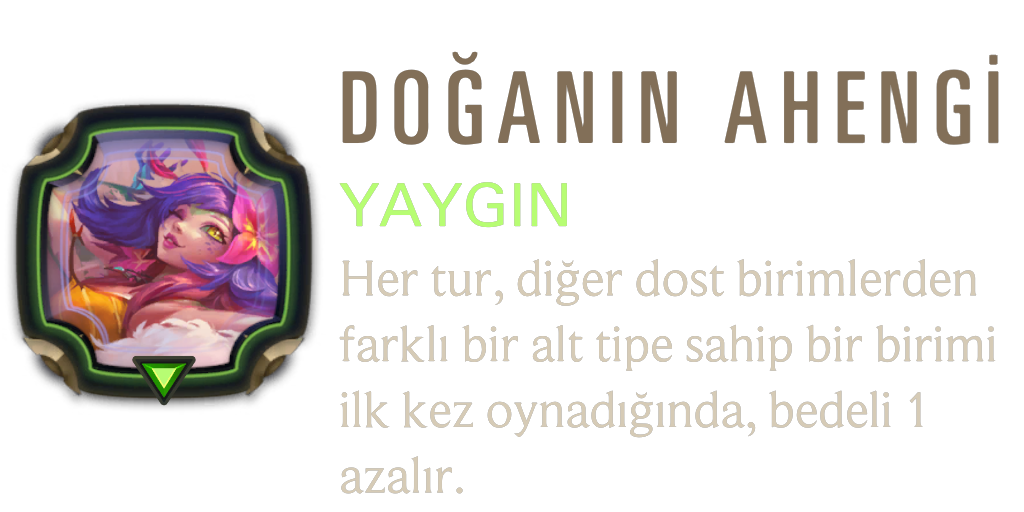 DOĞANIN AHENGİ
YAYGIN
Her tur, diğer dost birimlerden
farklı bir alt tipe sahip bir birimi
ilk kez oynadığında, bedeli 1
azalır.